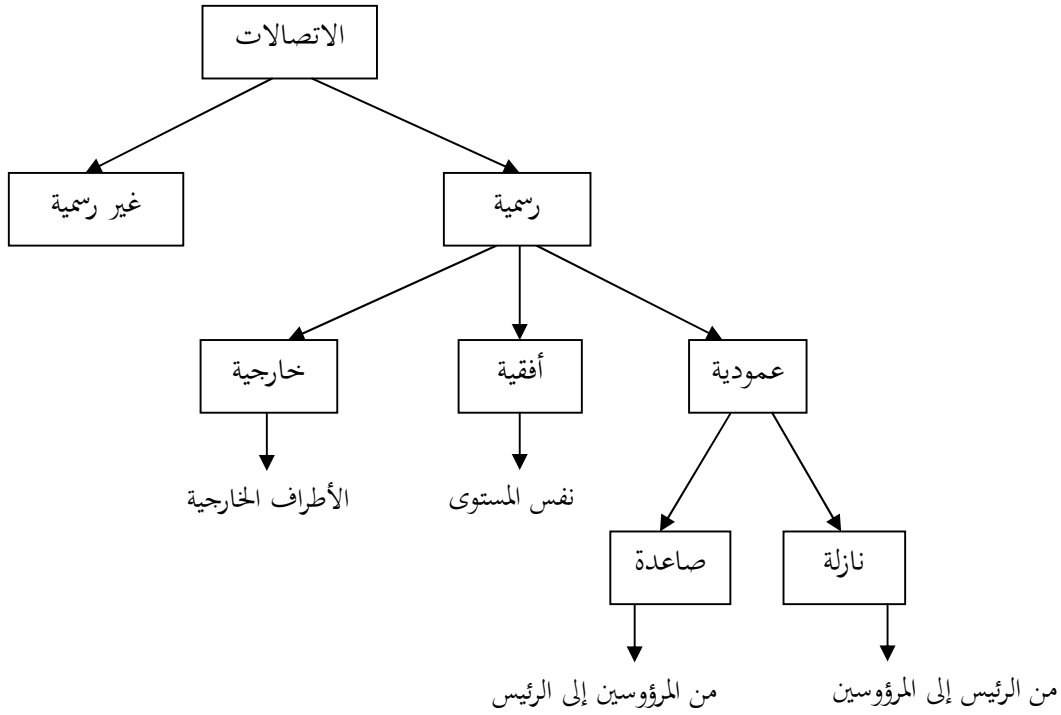 الاتصالات
رسمية
غير رسمية
عمودية
أفقية
خارجية
نفس المستوى
الأطراف الخارجية
نازلة
صاعدة
من الرئيس إلى المرؤوسين
من المرؤوسين إلى الرئيس